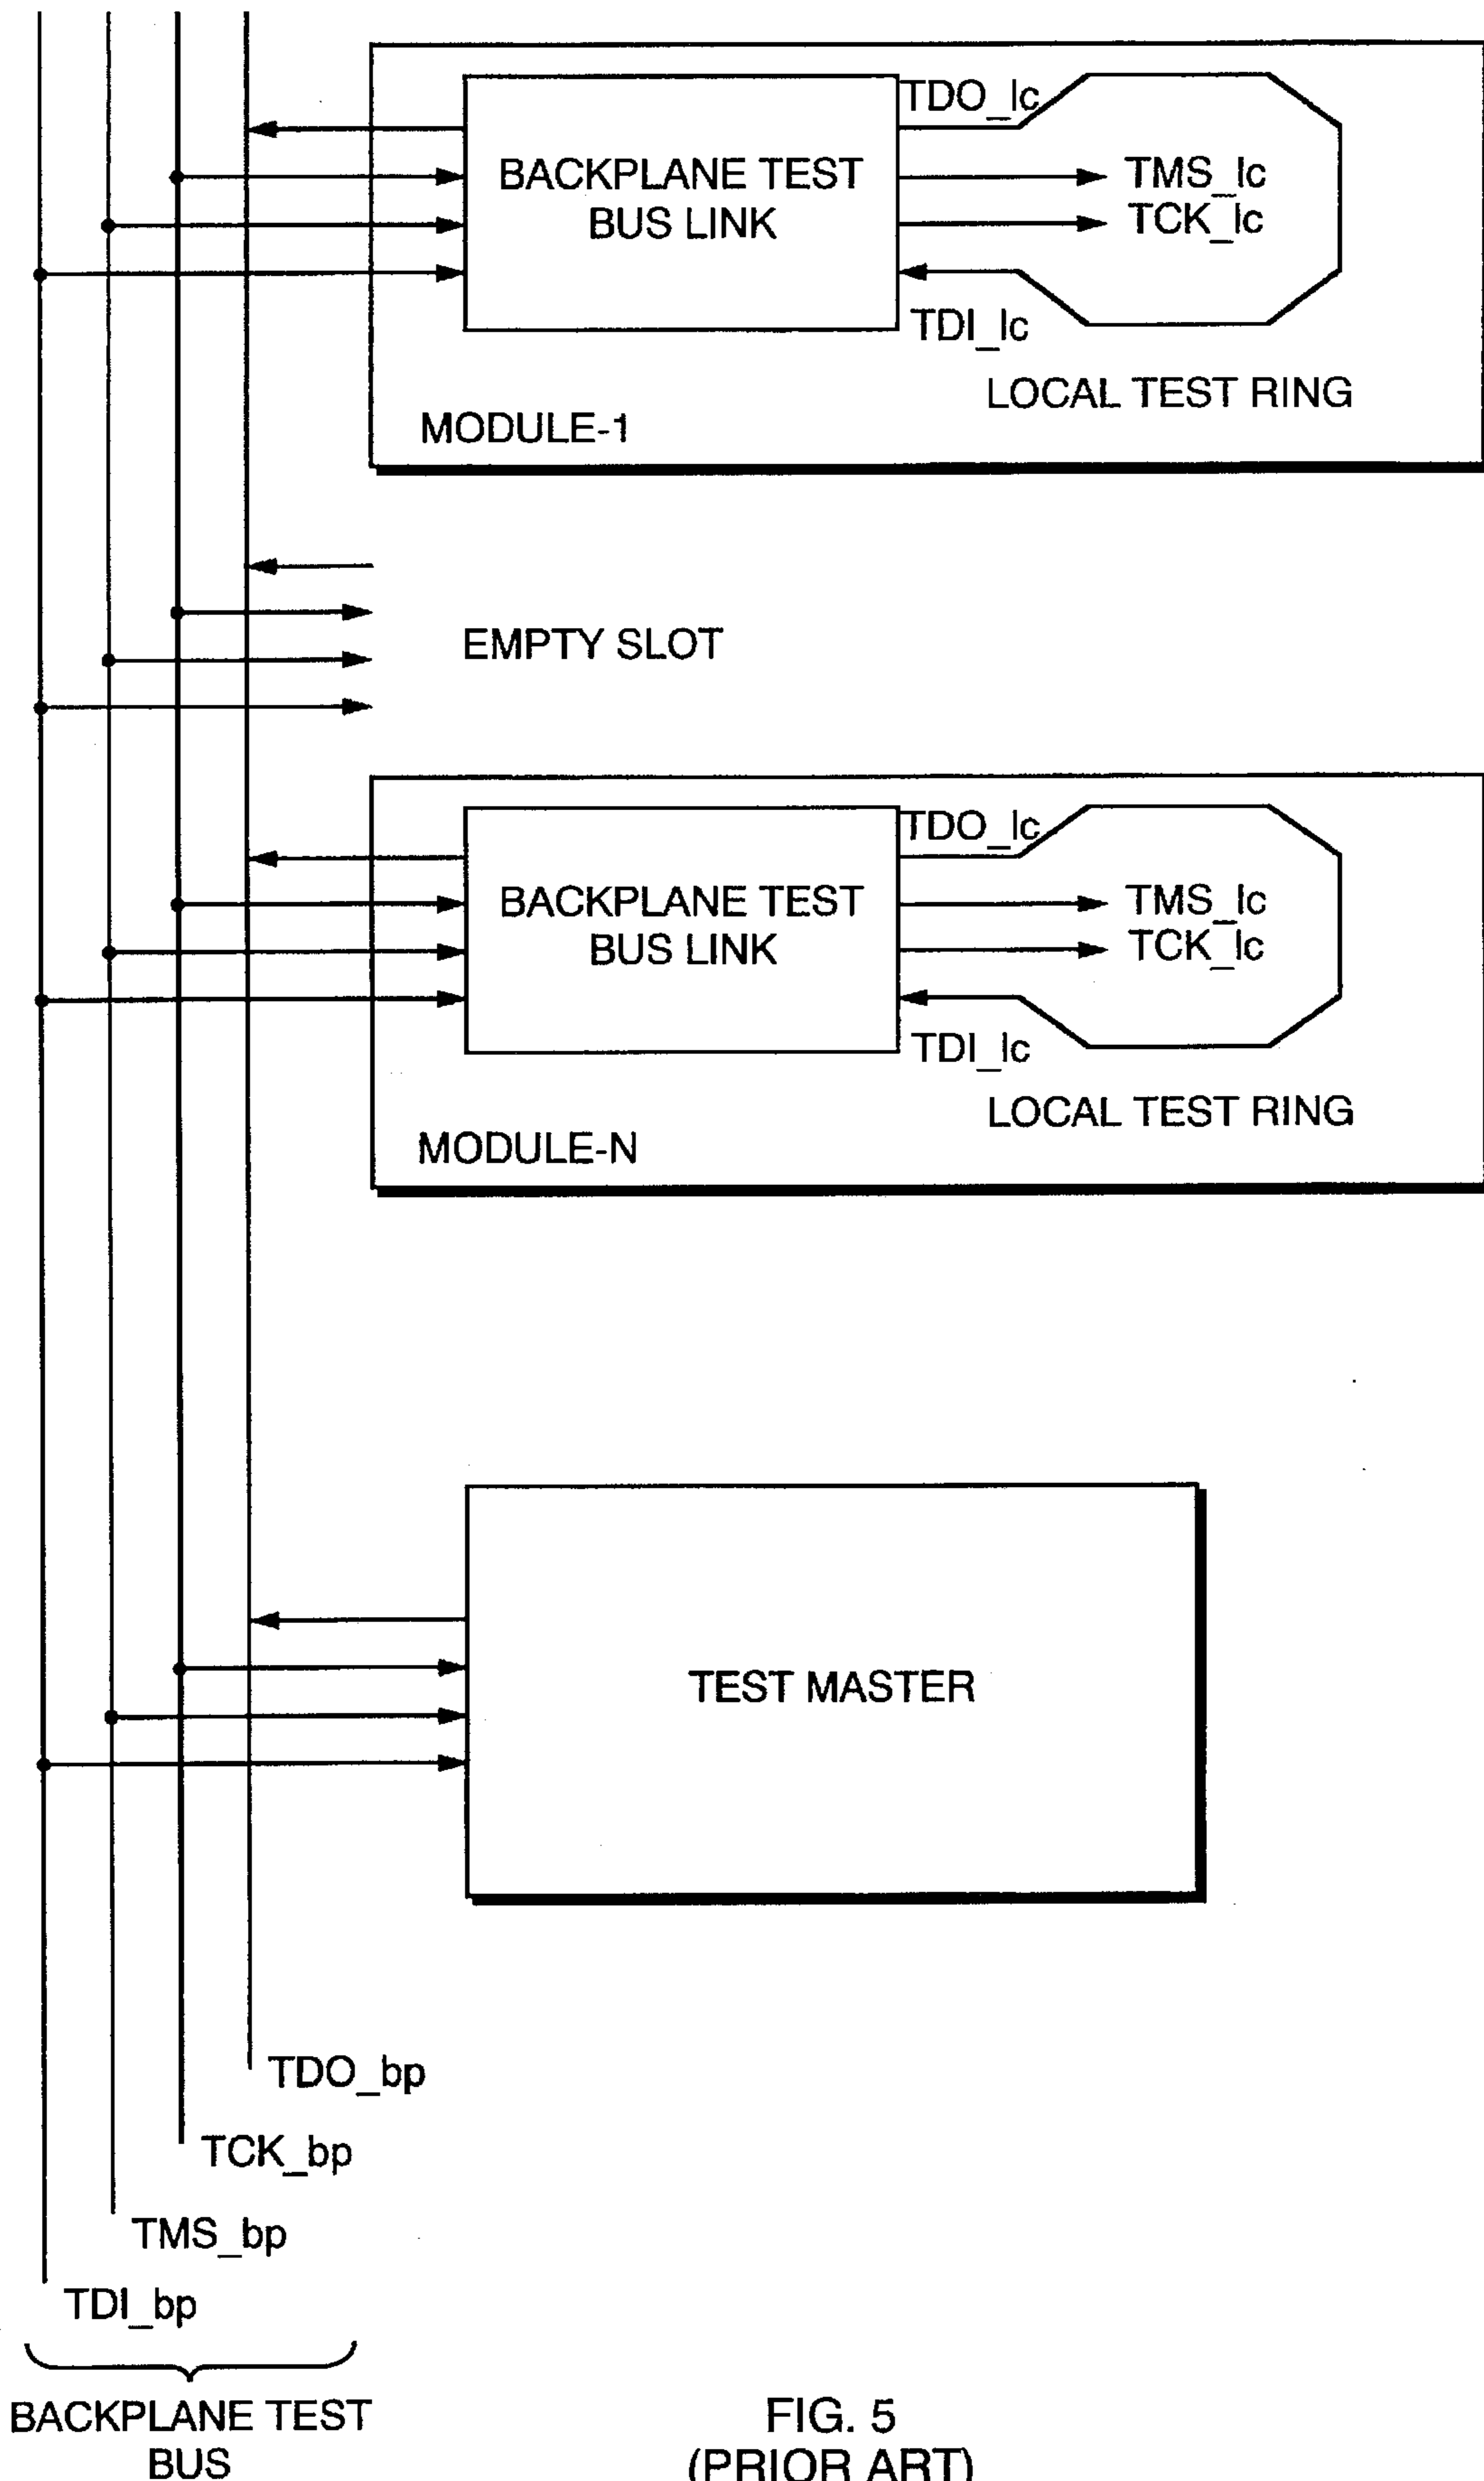 TDO_lc
BACKPLANE TEST
BUS LINK
TMS_lc
TCK_lc
TDI_lc
LOCAL TEST RING
MODULE-1
EMPTY SLOT
TDO_lc
BACKPLANE TEST
BUS LINK
TMS_lc
TCK_lc
TDI_lc
LOCAL TEST RING
MODULE-N
TEST MASTER
TDO_bp
TCK_bp
TMS_bp
TDI_bp
BACKPLANE TEST
BUS
FIG. 5
(PRIOR ART)